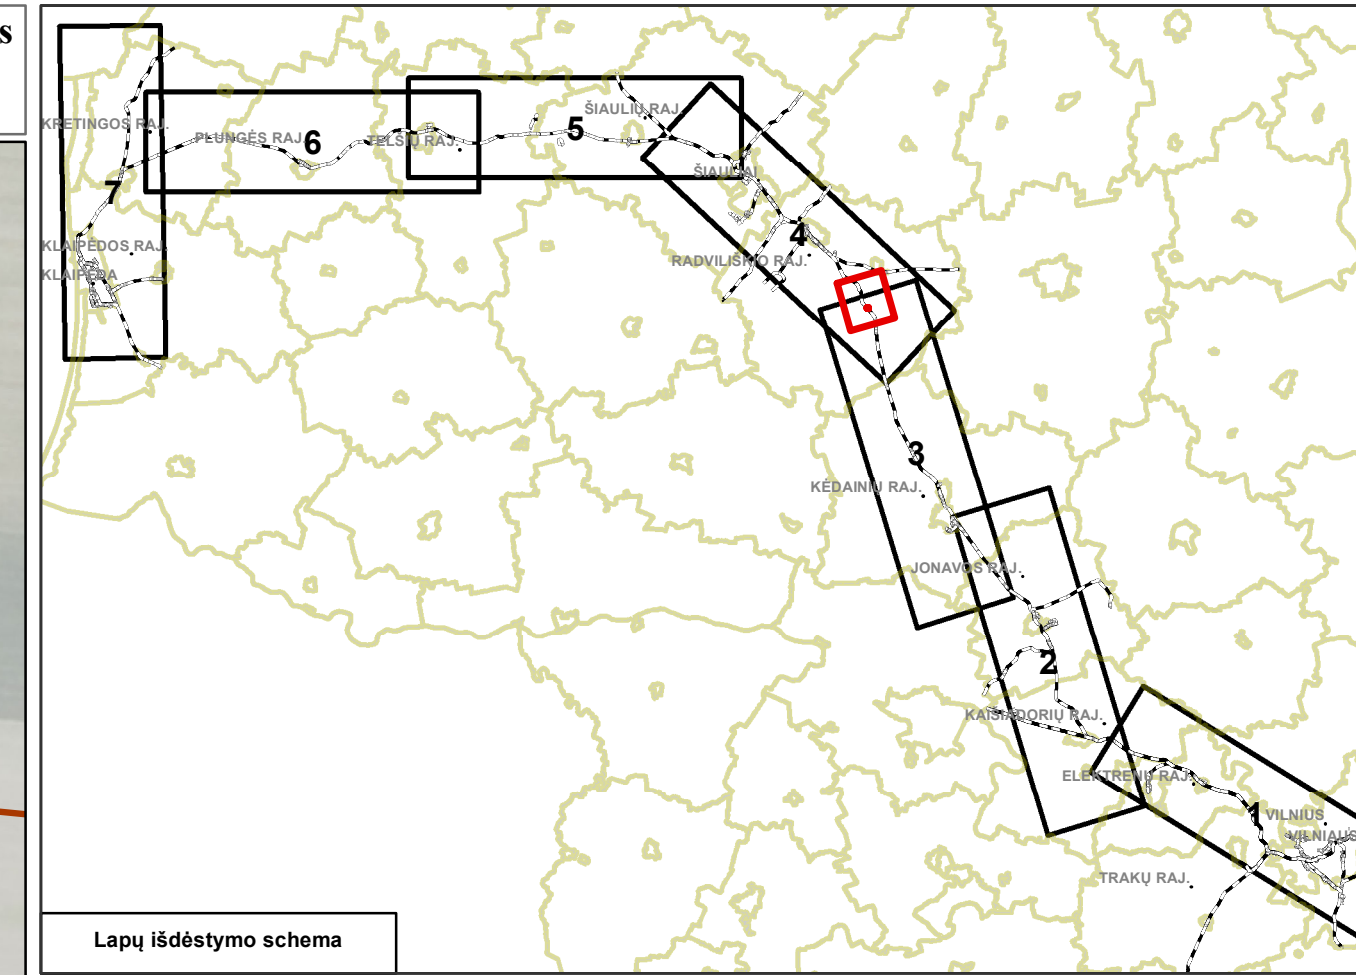 s
KRETINGOS RAJ.
PLUNGĖS RAJ.
6
TELŠIŲ RAJ.
5
ŠIAULIŲ RAJ.
7
ŠIAULIAI
4
KLAIPĖDOS RAJ.
KLAIPĖDA
RADVILIŠKIO RAJ.
3
KĖDAINIŲ RAJ.
JONAVOS RAJ.
2
KAIŠIADORIŲ RAJ.
ELEKTRĖNŲ RAJ.
1
VILNIUS
VILNIAUS
TRAKŲ RAJ.
Lapų išdėstymo schema